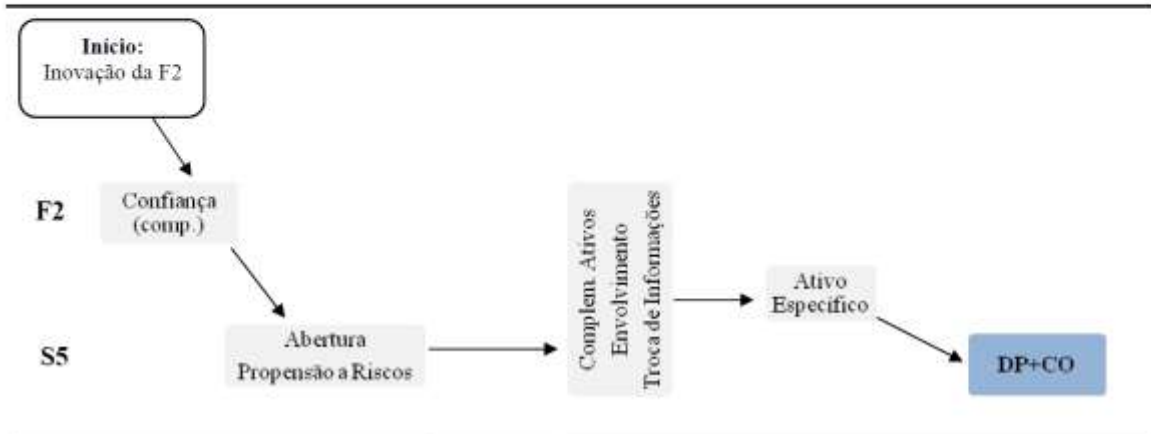 Início:
Inovação da F2
F2
Confiança
(comp.)
Complem. Ativos
Envolvimento
Troca de Informações
Ativo
Específico
S5
Abertura
Propensão a Riscos
DP+CO